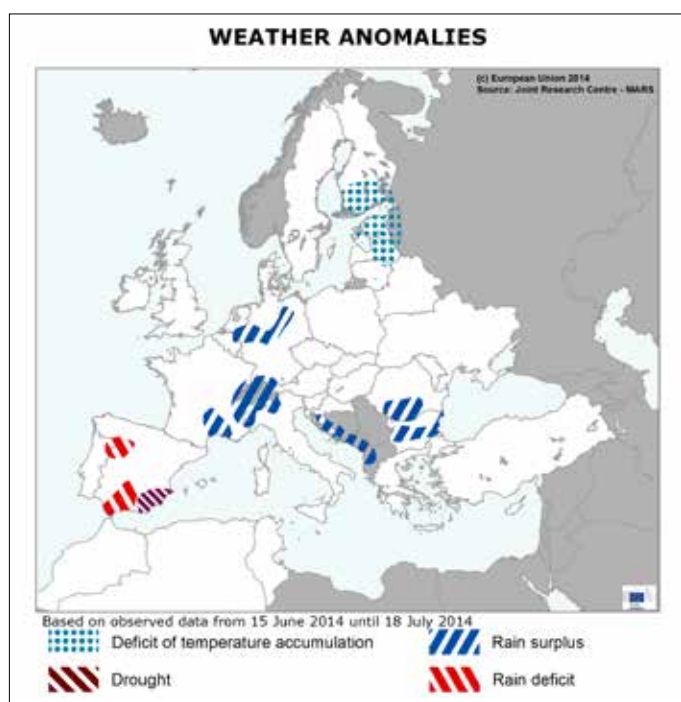 WEATHER ANOMALIES
(c) European Union 2014
Source: Joint Research Centre - MARS
Based on observed data from 15 June 2014 until 18 July 2014
Deficit of temperature accumulation
Rain surplus
Drought
Rain deficit